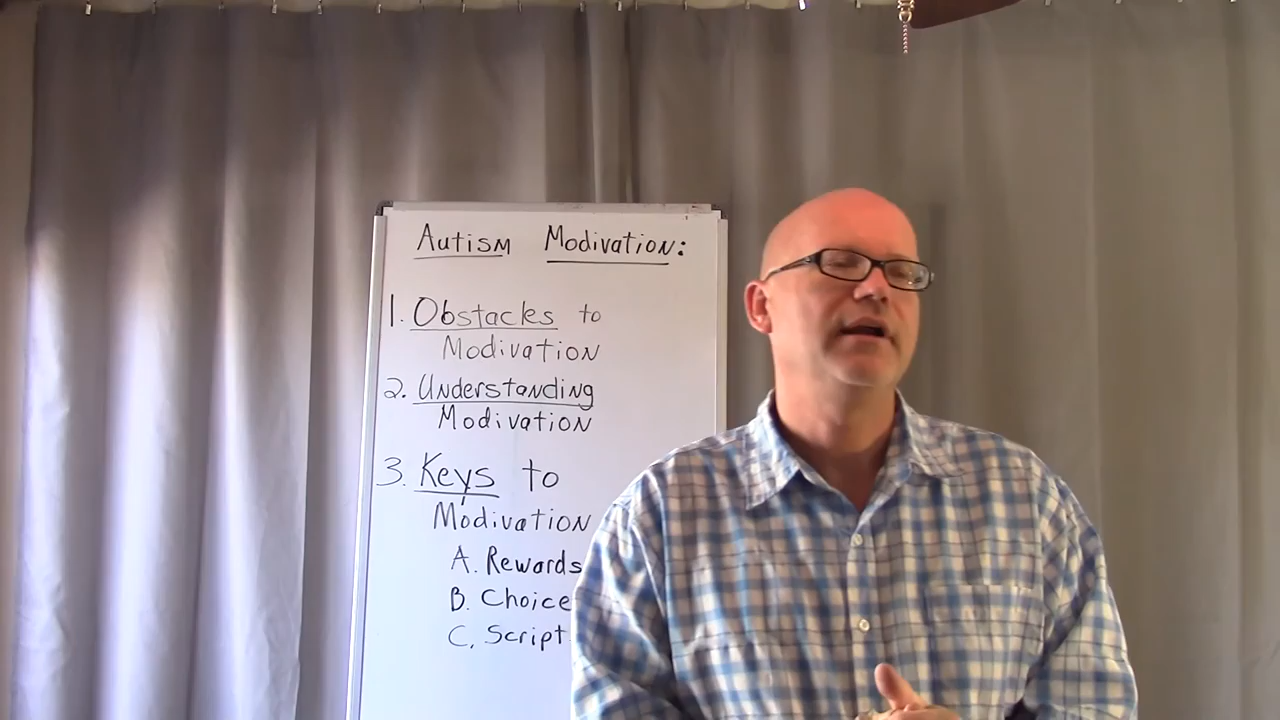 Autism Modivation:
1. Obstacles to
Modivation
2. Understanding
Modivation
3. Keys to
Modivation
A. Rewards
B. Choice
C. Script